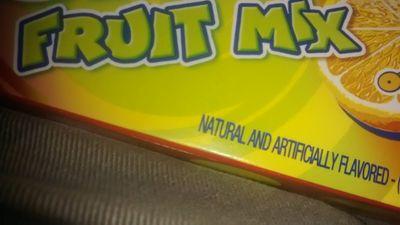 FRUIT MIX
NATURAL AND ARTIFICIALLY FLAVORED - (